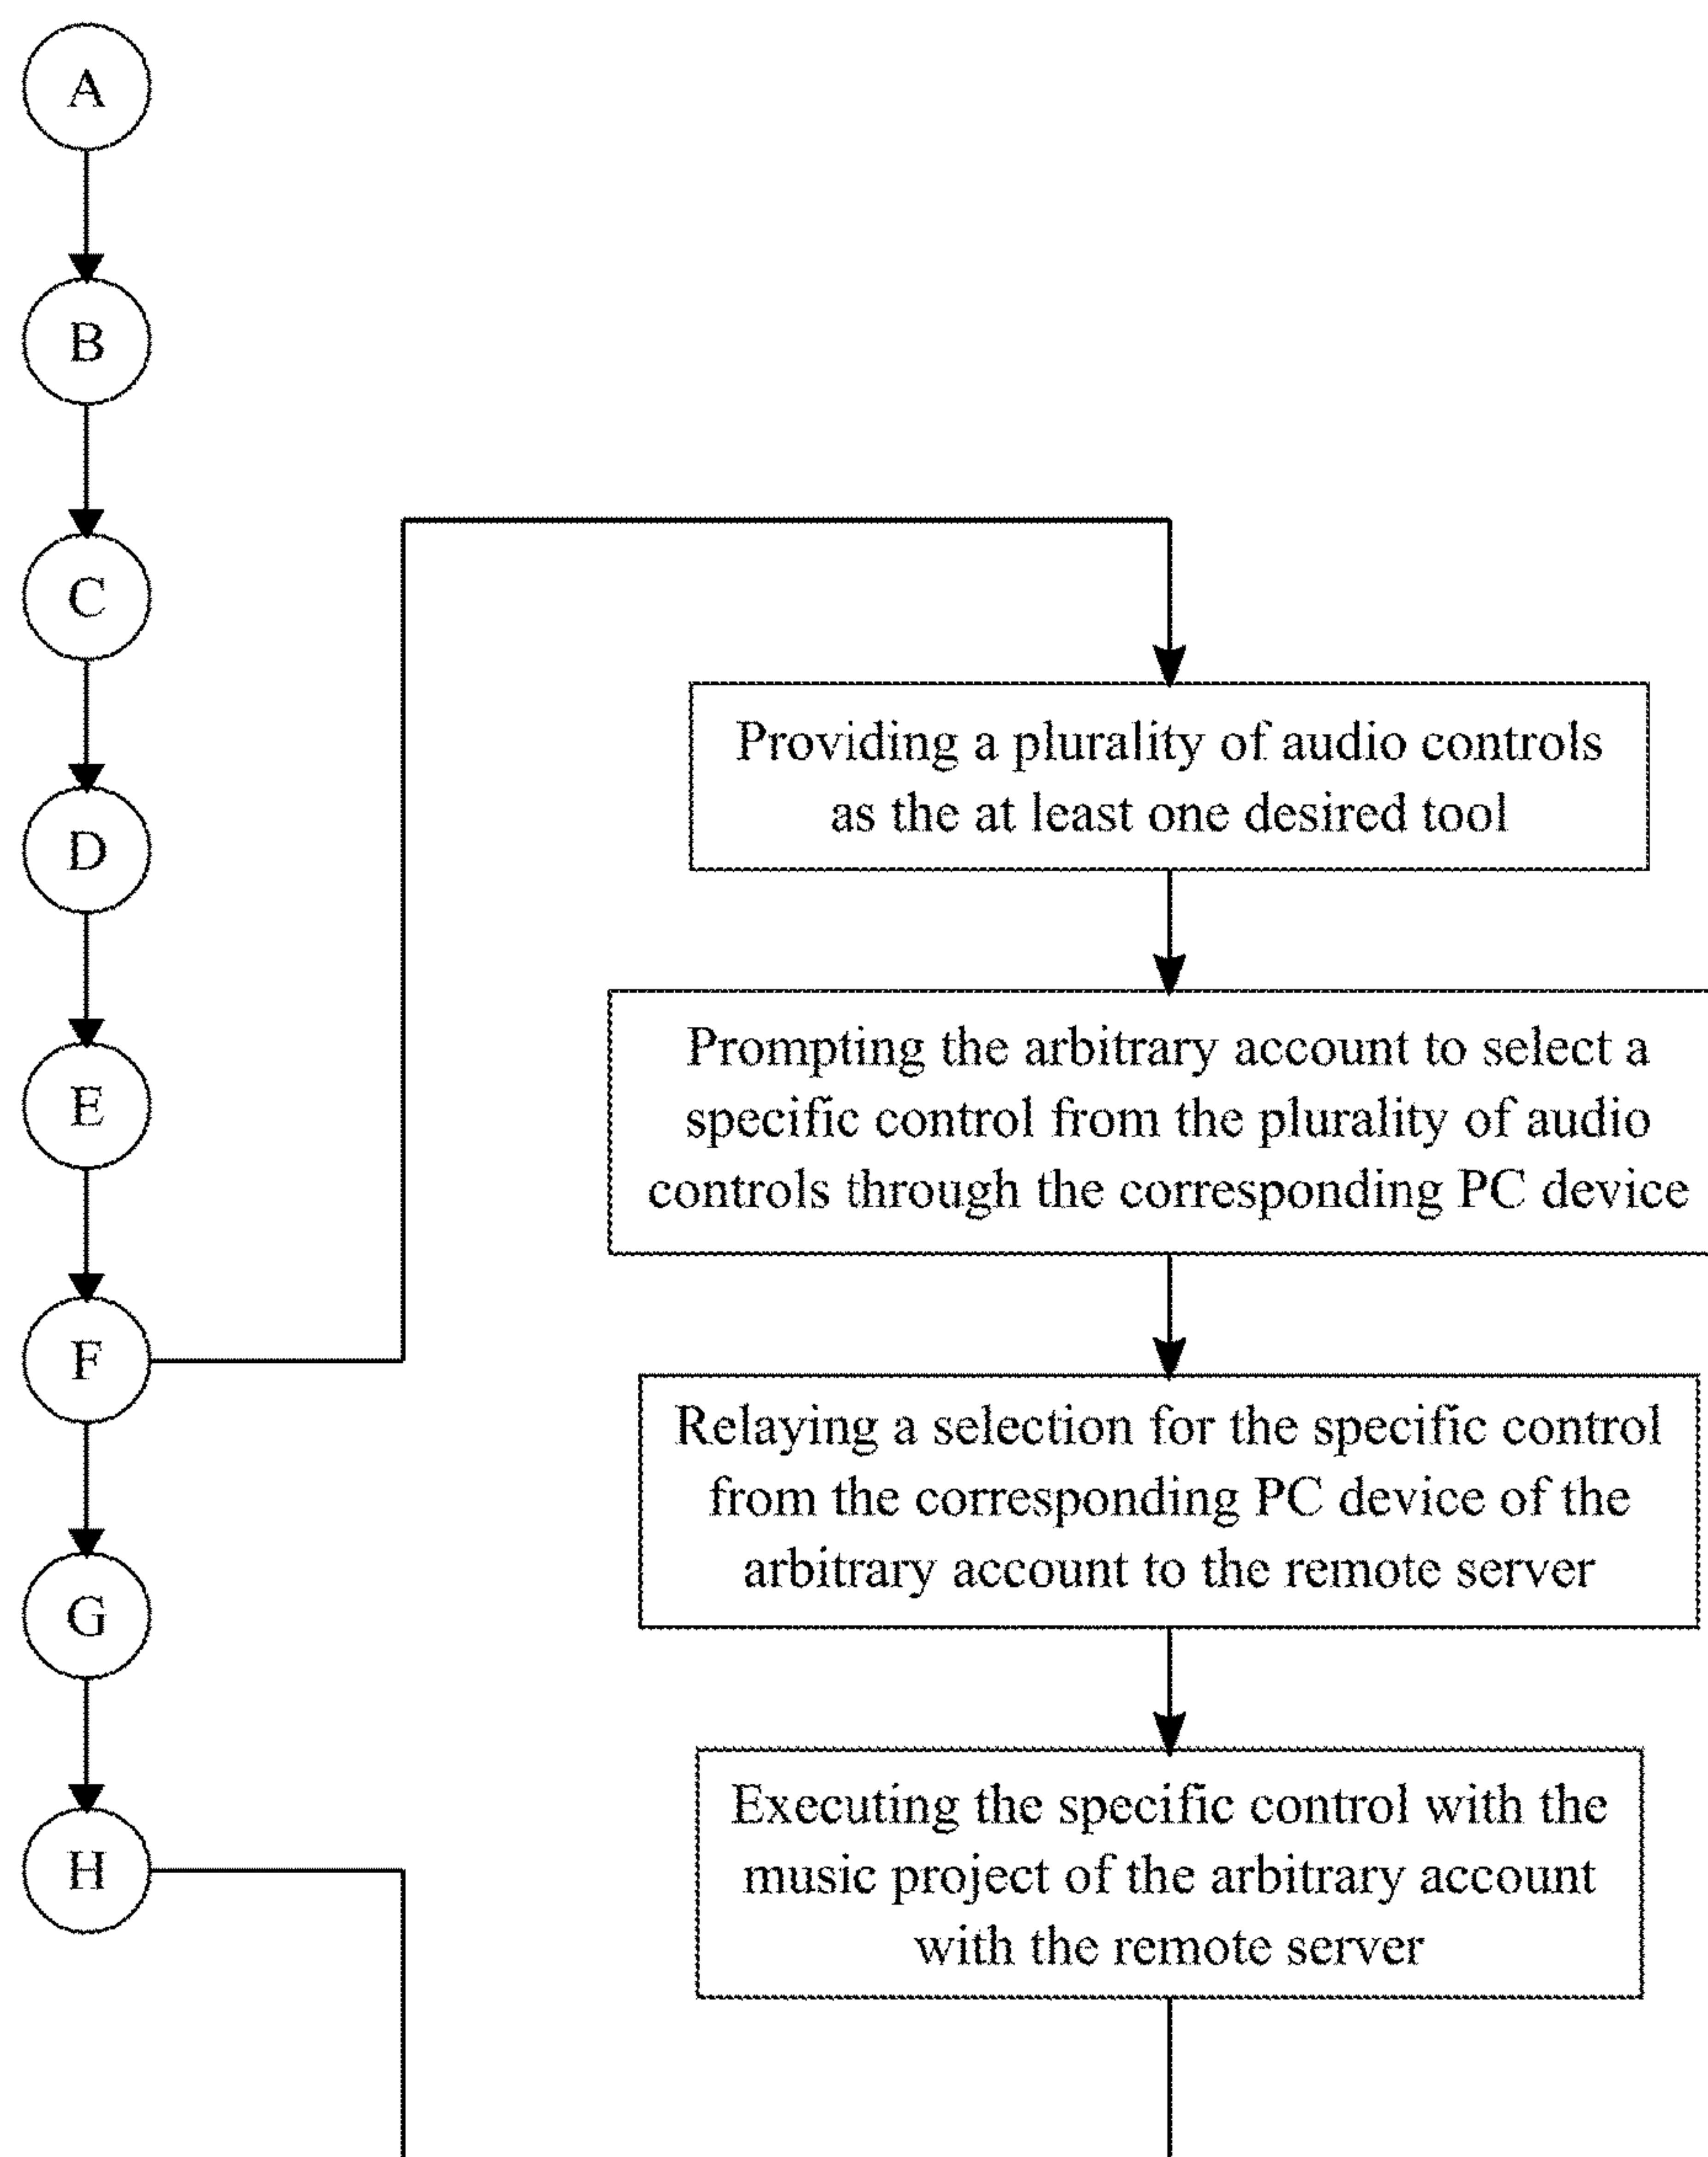 A
B
C
D
E
F
G
H
Providing a plurality of audio controls
as the at least one desired tool
Prompting the arbitrary account to select a
specific control from the plurality of audio
controls through the corresponding PC device
Relaying a selection for the specific control
from the corresponding PC device of the
arbitrary account to the remote server
Executing the specific control with the
music project of the arbitrary account
with the remote server